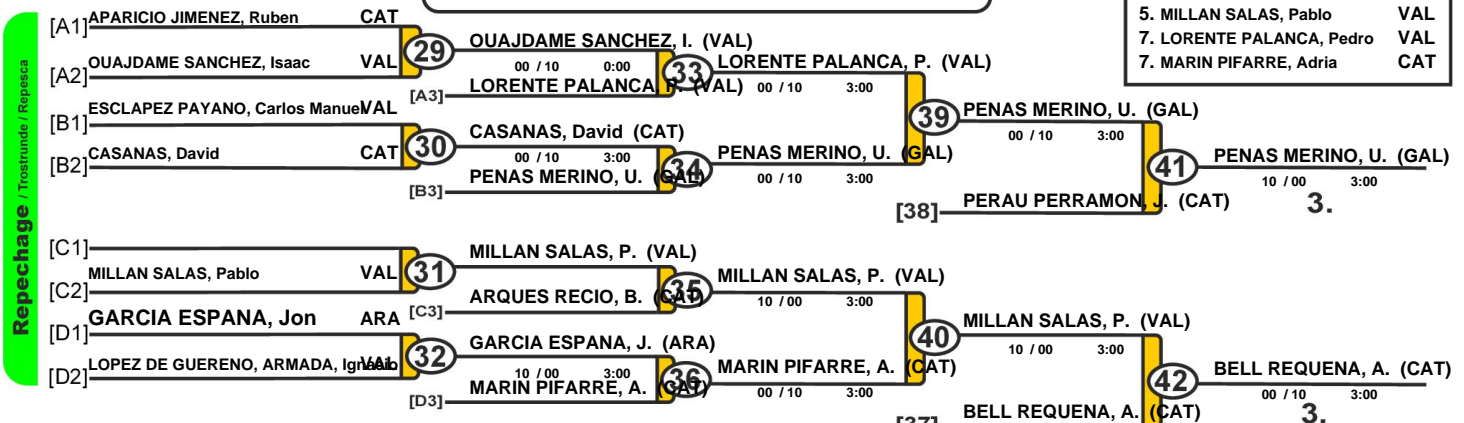 5. MILLAN SALAS, Pablo VAL
7. LORENTE PALANCA, Pedro VAL
7. MARIN PIFARRE, Adria CAT
Repechage / Trostrunde / Repesca
[A1] APARICIO JIMENEZ, Ruben CAT
[A2] OUAJDAME SANCHEZ, Isaac VAL
29
[B1] ESCLAPEZ PAYANO, Carlos Manuel VAL
[B2] CASANAS, David CAT
30
[C1]
MILLAN SALAS, Pablo VAL
[C2]
31
[D1] GARCIA ESPANA, Jon ARA
[D2] LOPEZ DE GUERENO, ARMADA, Ignacio VAL
32
OUAJDAME SANCHEZ, I. (VAL)
00 / 10 0:00
[A3] LORENTE PALANCA, P. (VAL)
33
CASANAS, David (CAT)
00 / 10 3:00
[B3] PENAS MERINO, U. (GAL)
34
MILLAN SALAS, P. (VAL)
[C3] ARQUES RECIO, B. (CAT)
35
GARCIA ESPANA, J. (ARA)
10 / 00 3:00
[D3] MARIN PIFARRE, A. (CAT)
36
LORENTE PALANCA, P. (VAL)
00 / 10 3:00
PENAS MERINO, U. (GAL)
00 / 10 3:00
39
MILLAN SALAS, P. (VAL)
10 / 00 3:00
MARIN PIFARRE, A. (CAT)
00 / 10 3:00
40
PENAS MERINO, U. (GAL)
00 / 10 3:00
[38] PERAU PERRAMON, J. (CAT)
41
PENAS MERINO, U. (GAL)
10 / 00 3:00
3.
MILLAN SALAS, P. (VAL)
10 / 00 3:00
[37] BELL REQUENA, A. (CAT)
42
BELL REQUENA, A. (CAT)
00 / 10 3:00
3.